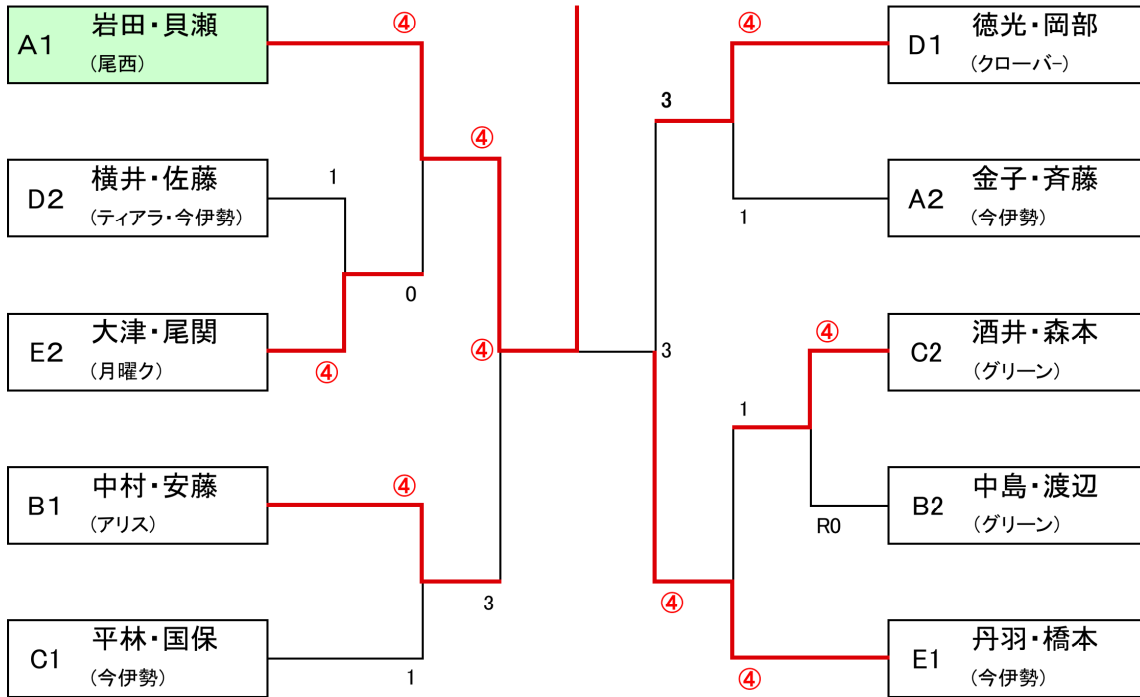 A1 岩田・貝瀬
(尾西)
④
D2 横井・佐藤
(ティアラ・今伊勢)
1
④
0
E2 大津・尾関
(月曜ク)
④
④
B1 中村・安藤
(アリス)
④
3
C1 平林・国保
(今伊勢)
1
④
D1 徳光・岡部
(クローバー)
3
A2 金子・斉藤
(今伊勢)
1
④
C2 酒井・森本
(グリーン)
3
1
B2 中島・渡辺
(グリーン)
R0
④
E1 丹羽・橋本
(今伊勢)
④